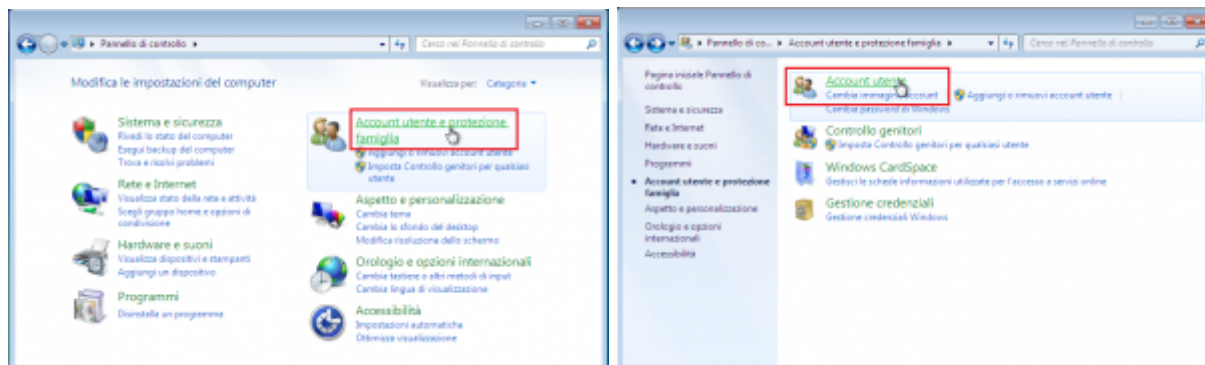 Pannello di controllo
Cerca nel Pannello di controllo
Modifica le impostazioni del computer
Visualizza per: Categoria
Sistema e sicurezza
Rivedi lo stato del computer
Esegui backup del computer
Trova e risolvi problemi
Rete e Internet
Visualizza stato della rete e attività
Scegli gruppo home e opzioni di
condivisione
Hardware e suoni
Visualizza dispositivi e stampanti
Aggiungi un dispositivo
Programmi
Disinstalla un programma
Account utente e protezione
famiglia
Aggiungi o rimuovi account utente
Imposta Controllo genitori per qualsiasi
utente
Aspetto e personalizzazione
Cambia tema
Cambia lo sfondo del desktop
Modifica risoluzione dello schermo
Orologio e opzioni internazionali
Cambia tastiere o altri metodi di input
Cambia lingua di visualizzazione
Accessibilità
Impostazioni automatiche
Ottimizza visualizzazione
Pannello di co... Account utente e protezione famiglia
Cerca nel Pannello di controllo
Pagina iniziale Pannello di
controllo
Sistema e sicurezza
Rete e Internet
Hardware e suoni
Programmi
Account utente e protezione
famiglia
Aspetto e personalizzazione
Orologio e opzioni
internazionali
Accessibilità
Account utente
Cambia immagine account Aggiungi o rimuovi account utente
Cambia password di Windows
Controllo genitori
Imposta Controllo genitori per qualsiasi utente
Windows CardSpace
Gestisci le schede informazioni utilizzate per l'accesso a servizi online
Gestione credenziali
Gestione credenziali Windows